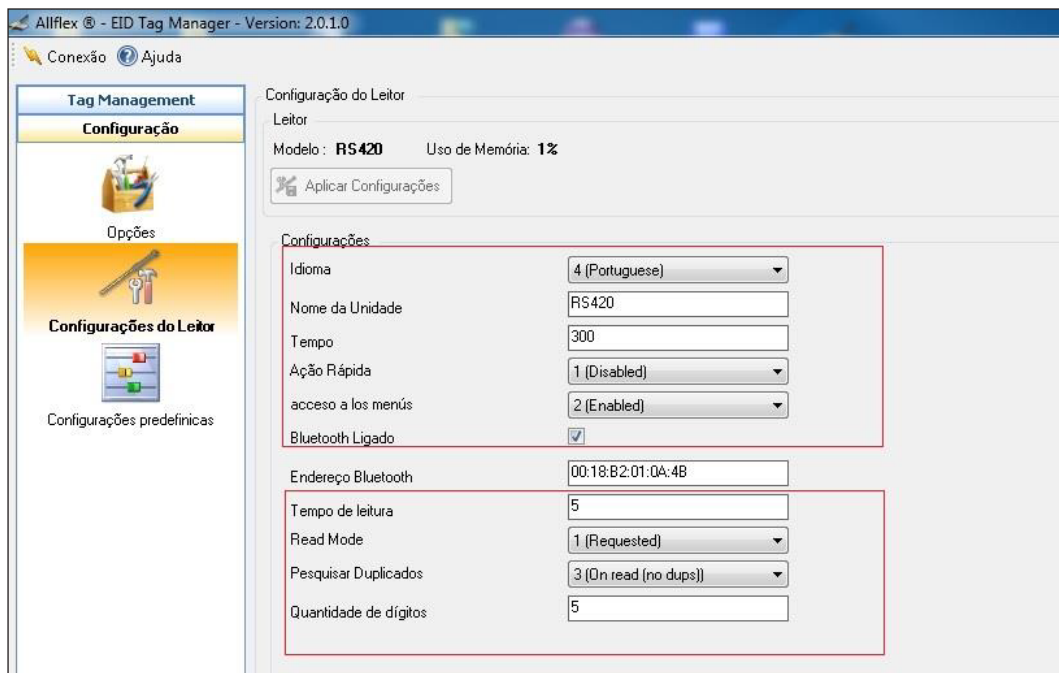 Allflex ® - EID Tag Manager - Version: 2.0.1.0
Conexão Ajuda
Tag Management
Configuração
Opções
Configurações do Leitor
Configurações predefinicas
Configuração do Leitor
Leitor
Modelo : RS420 Uso de Memória: 1%
Aplicar Configurações
Configurações
Idioma 4 (Portuguese)
Nome da Unidade RS420
Tempo 300
Ação Rápida 1 (Disabled)
acceso a los menús 2 (Enabled)
Bluetooth Ligado
Endereço Bluetooth 00:18:B2:01:0A:4B
Tempo de leitura 5
Read Mode 1 (Requested)
Pesquisar Duplicados 3 (On read (no dups))
Quantidade de dígitos 5